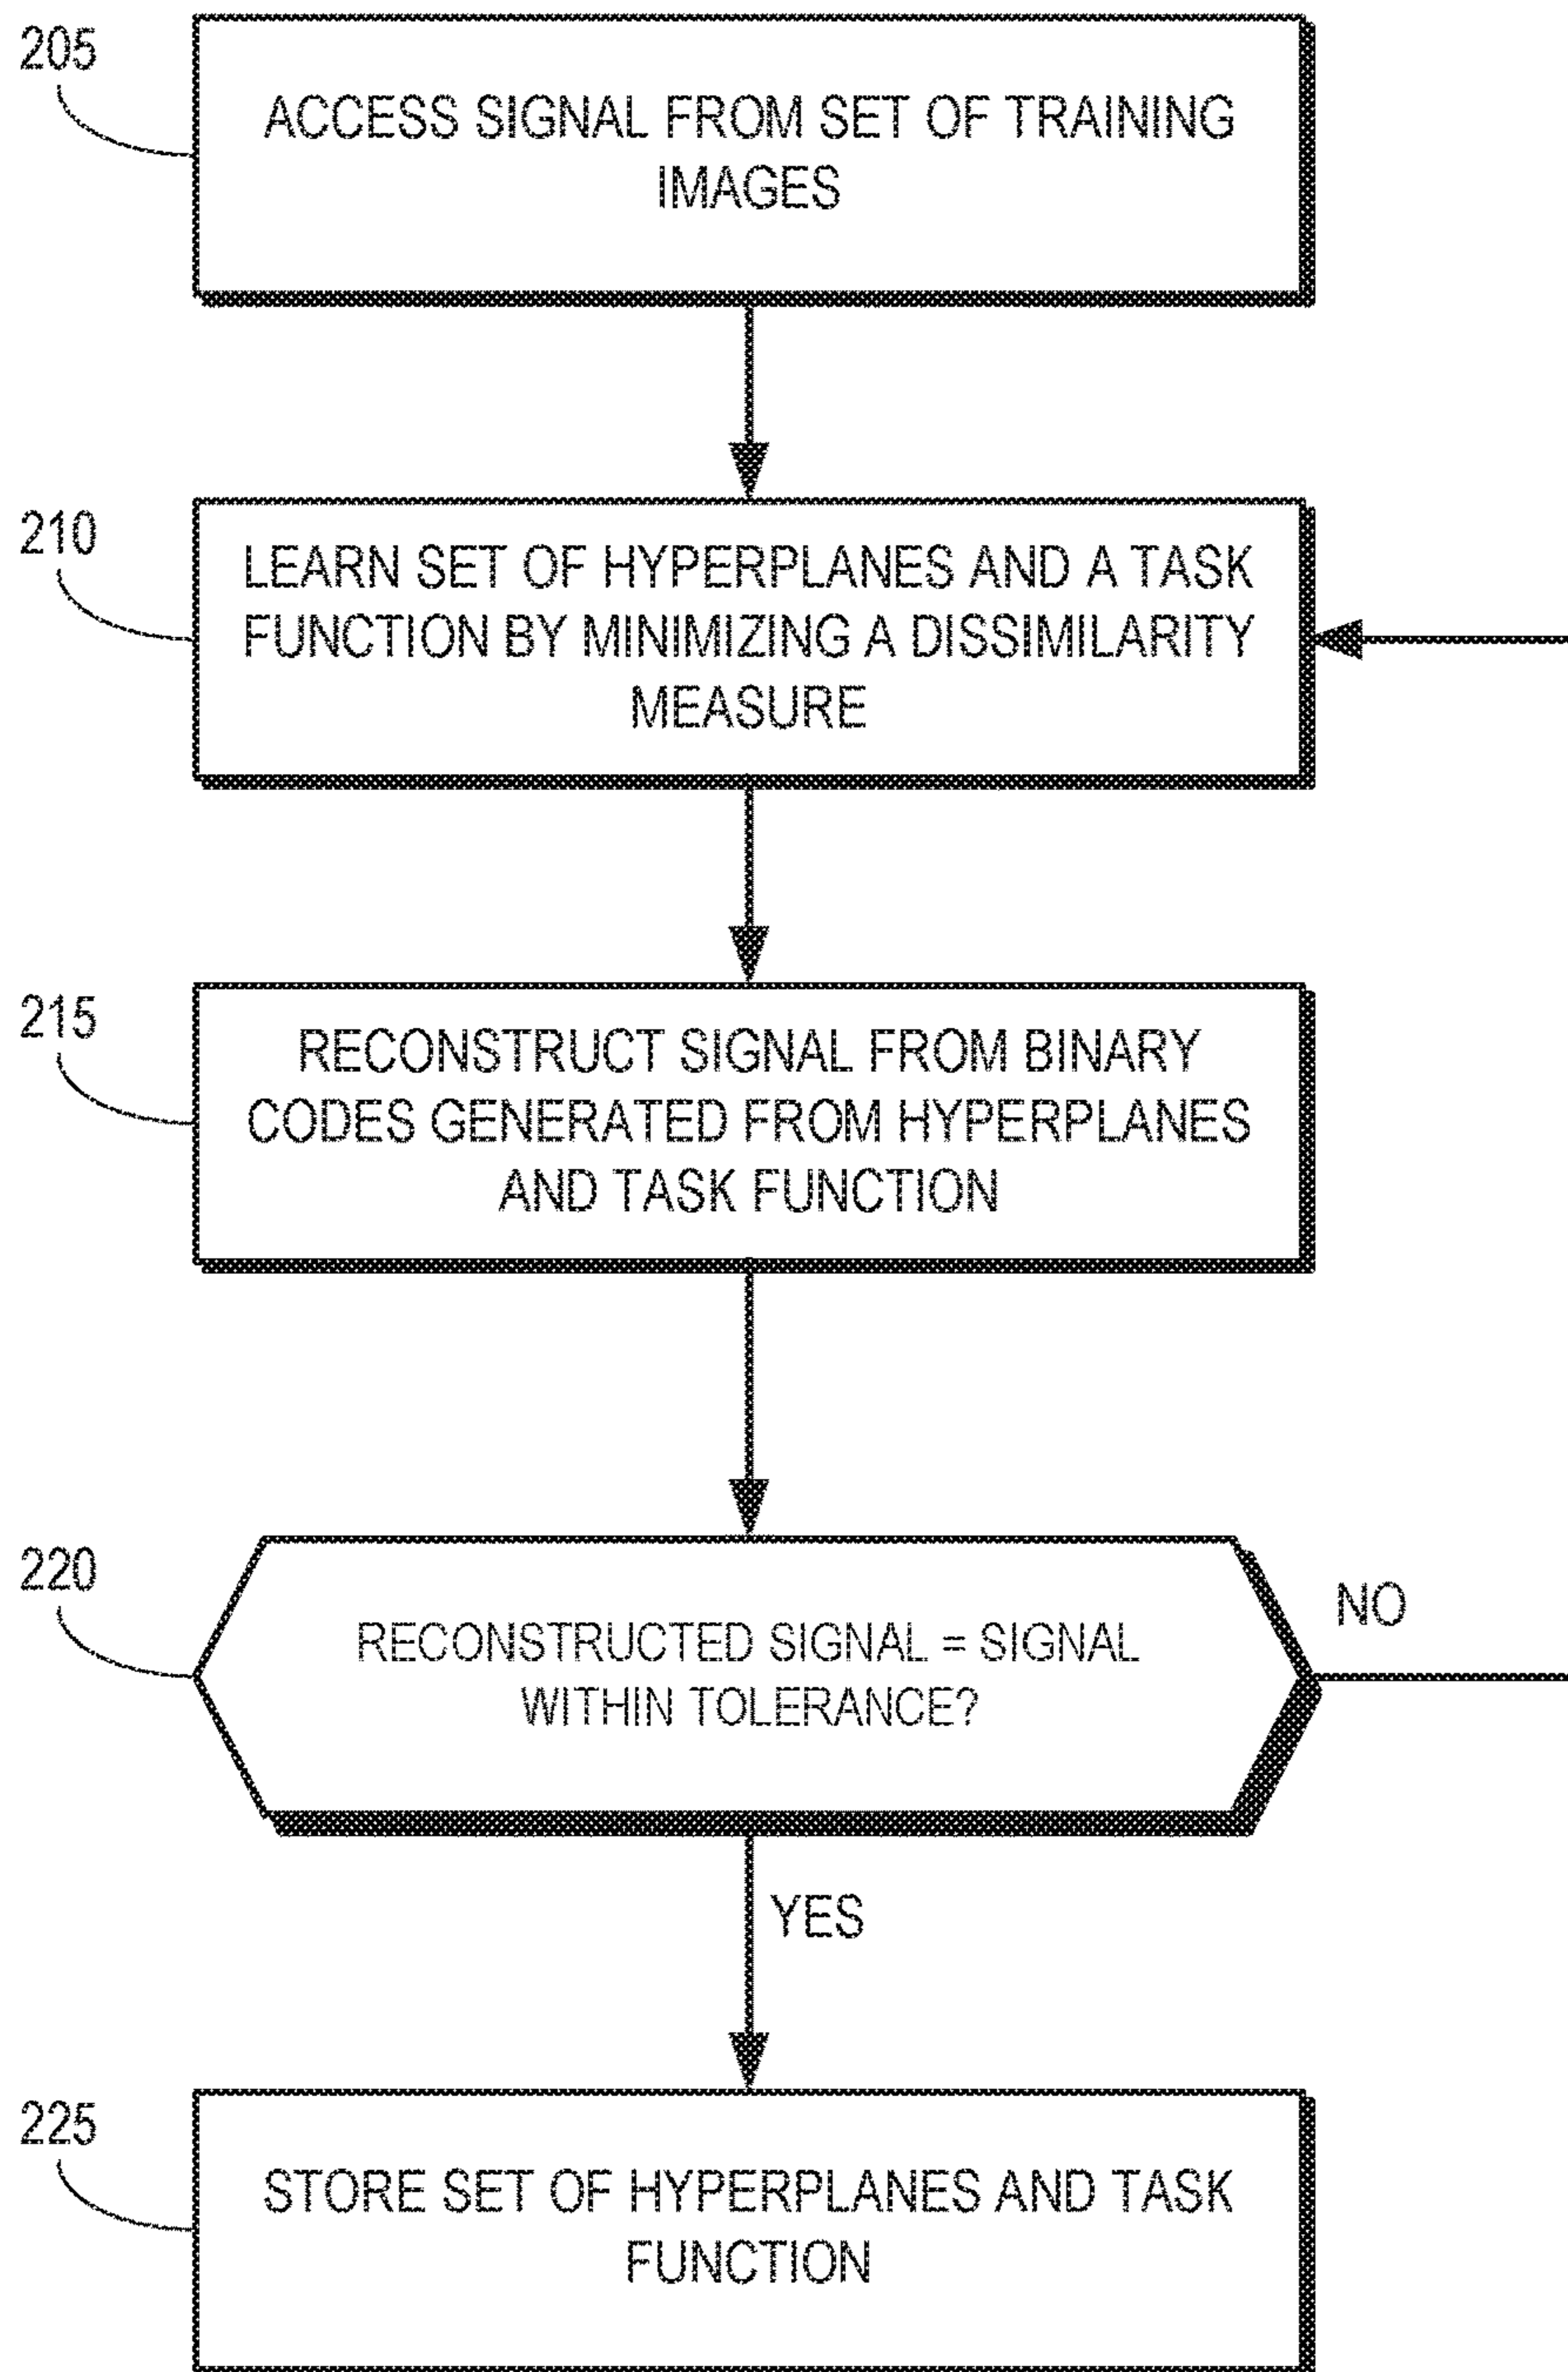 205
ACCESS SIGNAL FROM SET OF TRAINING
IMAGES
210
LEARN SET OF HYPERPLANES AND A TASK
FUNCTION BY MINIMIZING A DISSIMILARITY
MEASURE
215
RECONSTRUCT SIGNAL FROM BINARY
CODES GENERATED FROM HYPERPLANES
AND TASK FUNCTION
220
RECONSTRUCTED SIGNAL = SIGNAL
WITHIN TOLERANCE?
NO
YES
225
STORE SET OF HYPERPLANES AND TASK
FUNCTION